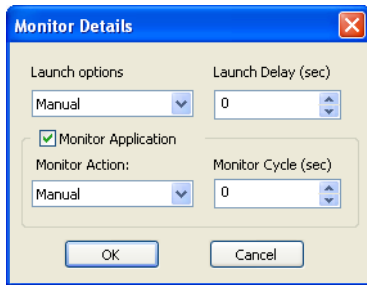 Monitor Details
Launch options Launch Delay (sec)
Manual 0
Monitor Application
Monitor Action: Monitor Cycle (sec)
Manual 0
OK Cancel